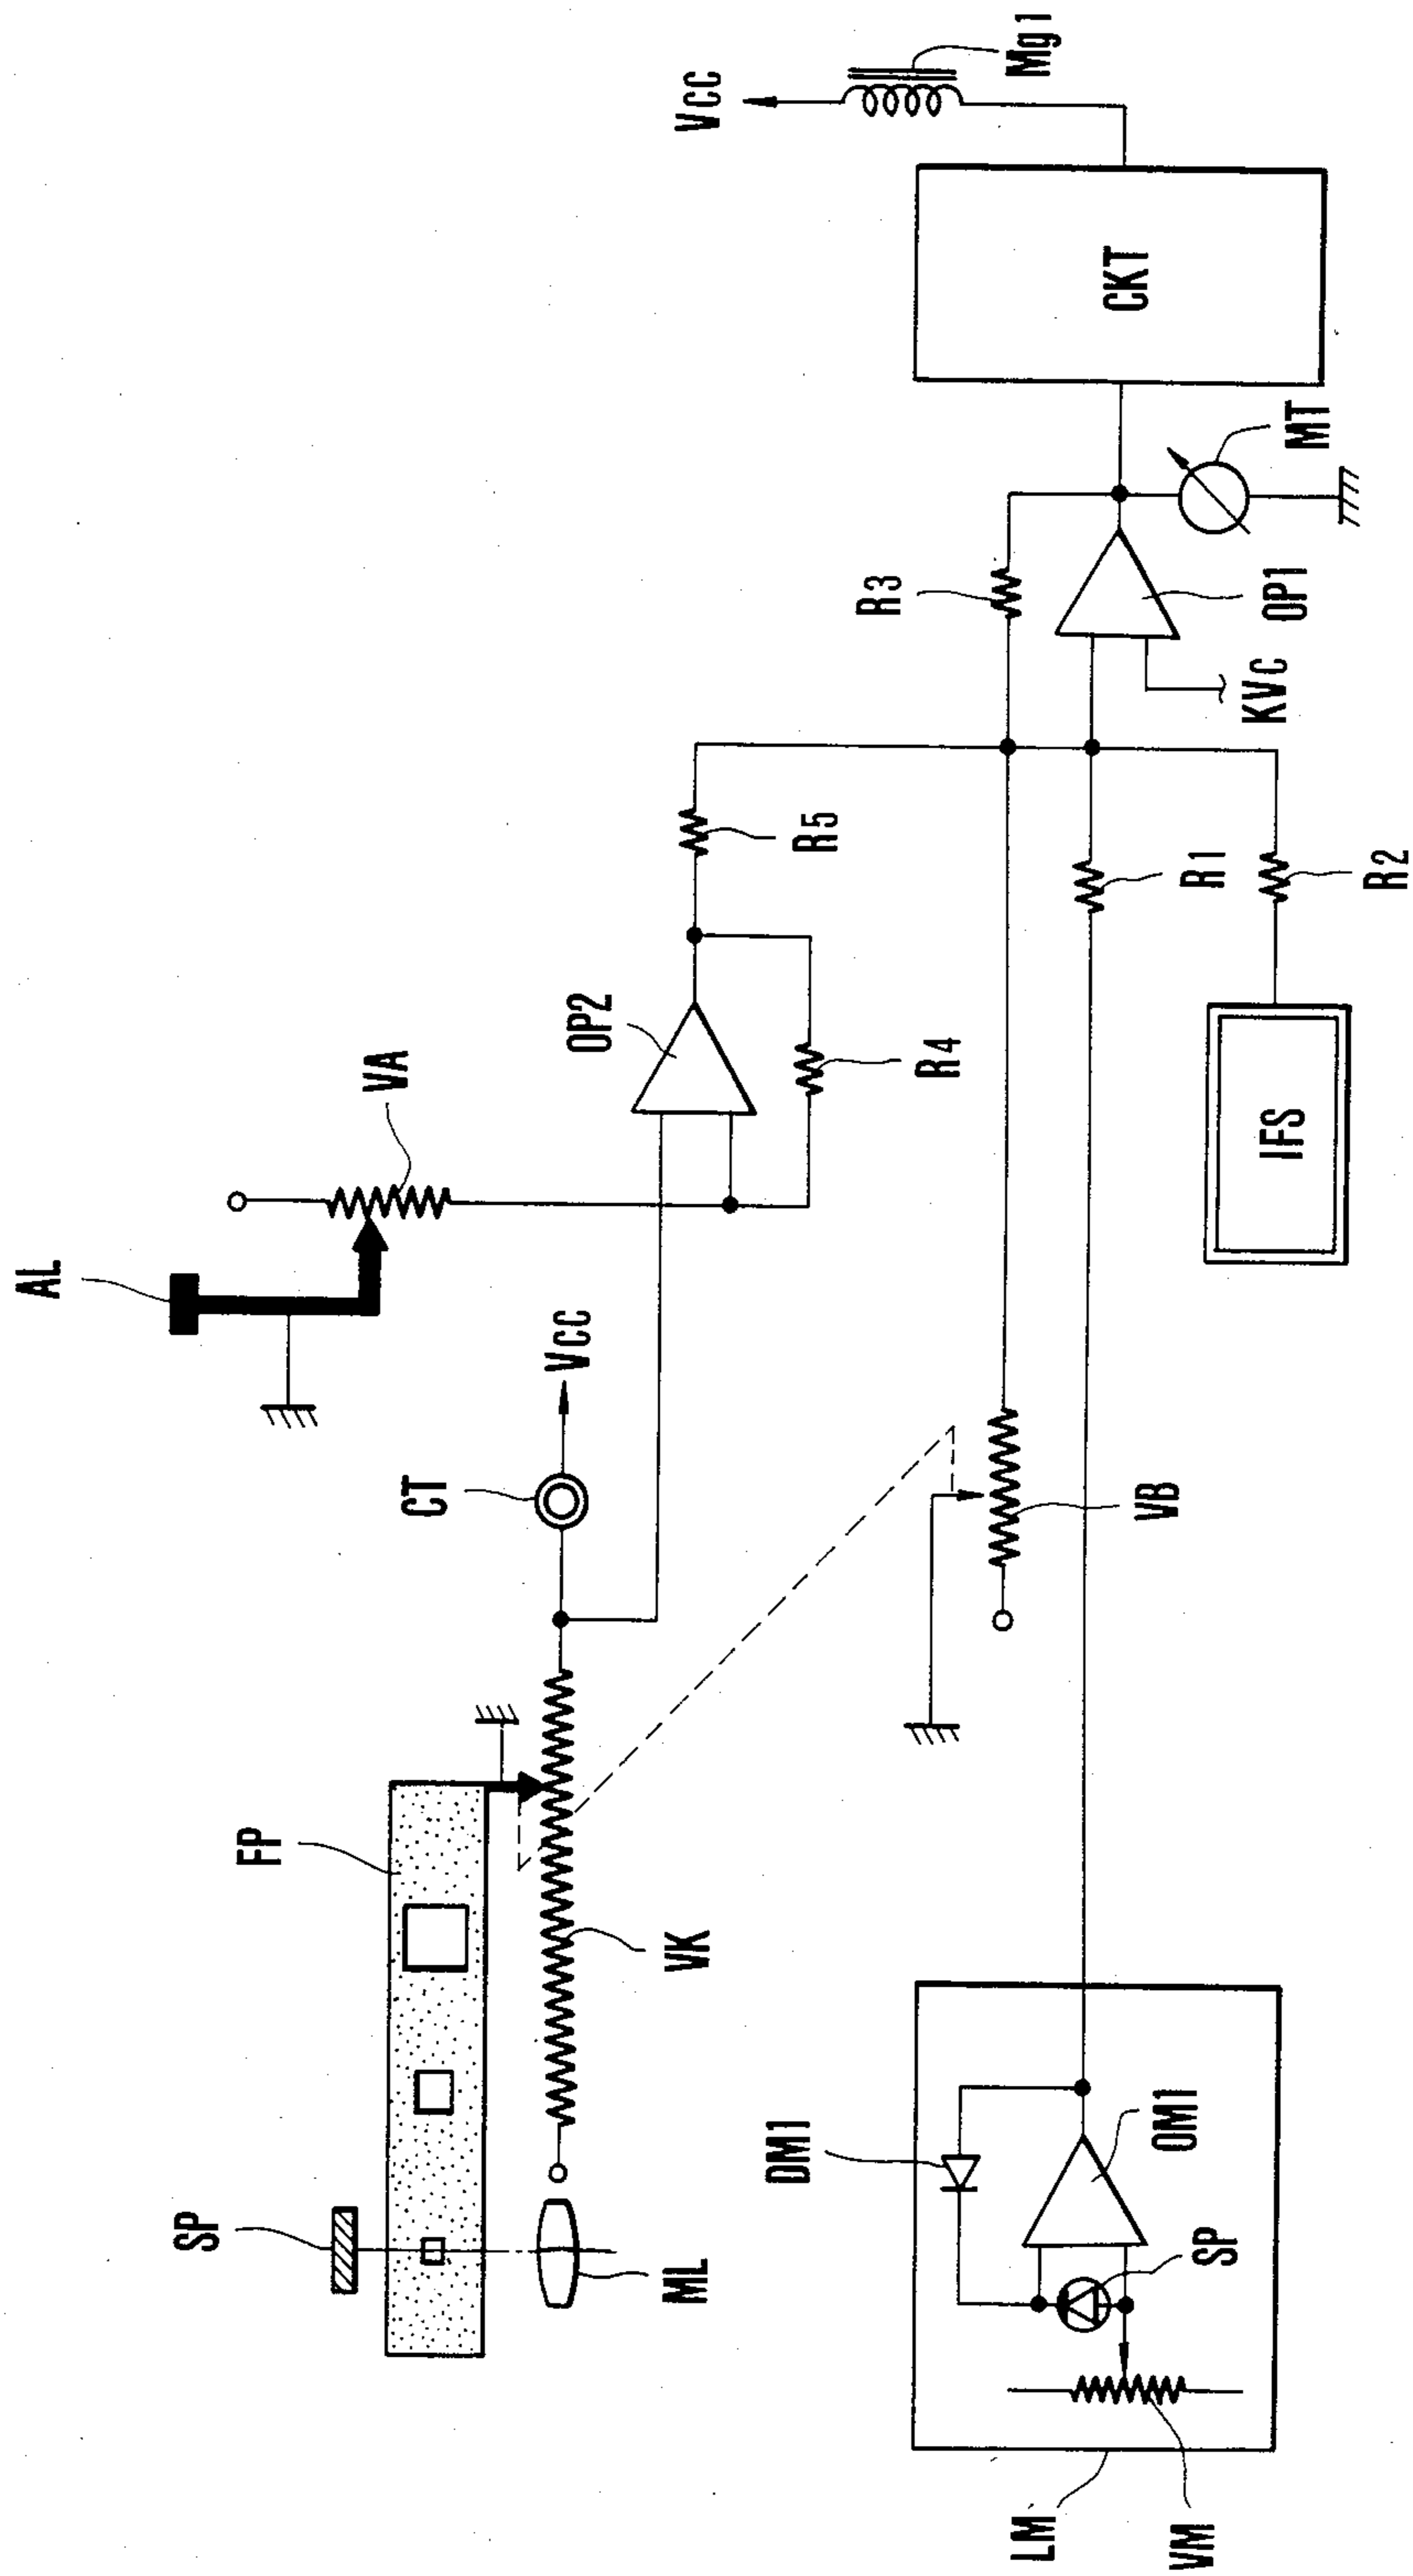 SP
FP
AL
VA
CT
VCC
ML
VK
OP2
R5
R4
VCC
Mg1
R3
VB
DM1
OM1
SP
LM
VM
R1
R2
IFS
KVC
OP1
MT
CKT